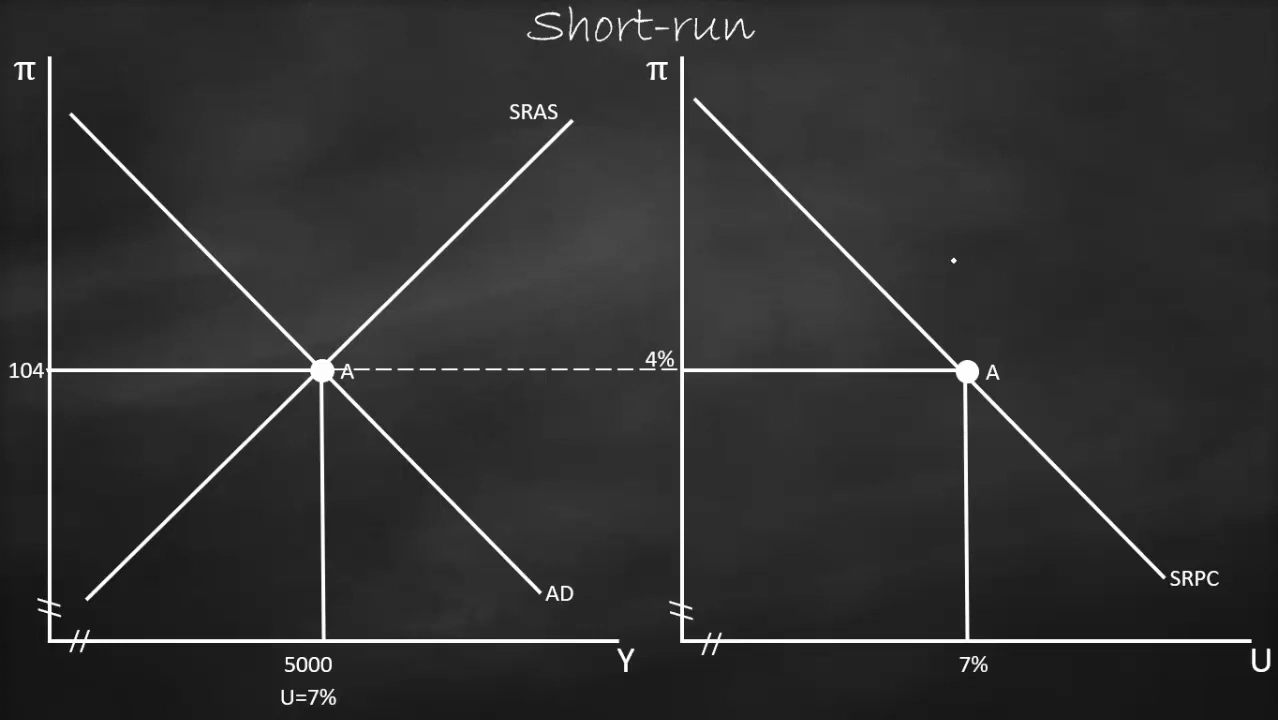 Short-run
π
SRAS
104
A
AD
5000
U=7%
Y
π
4%
A
SRPC
7%
U